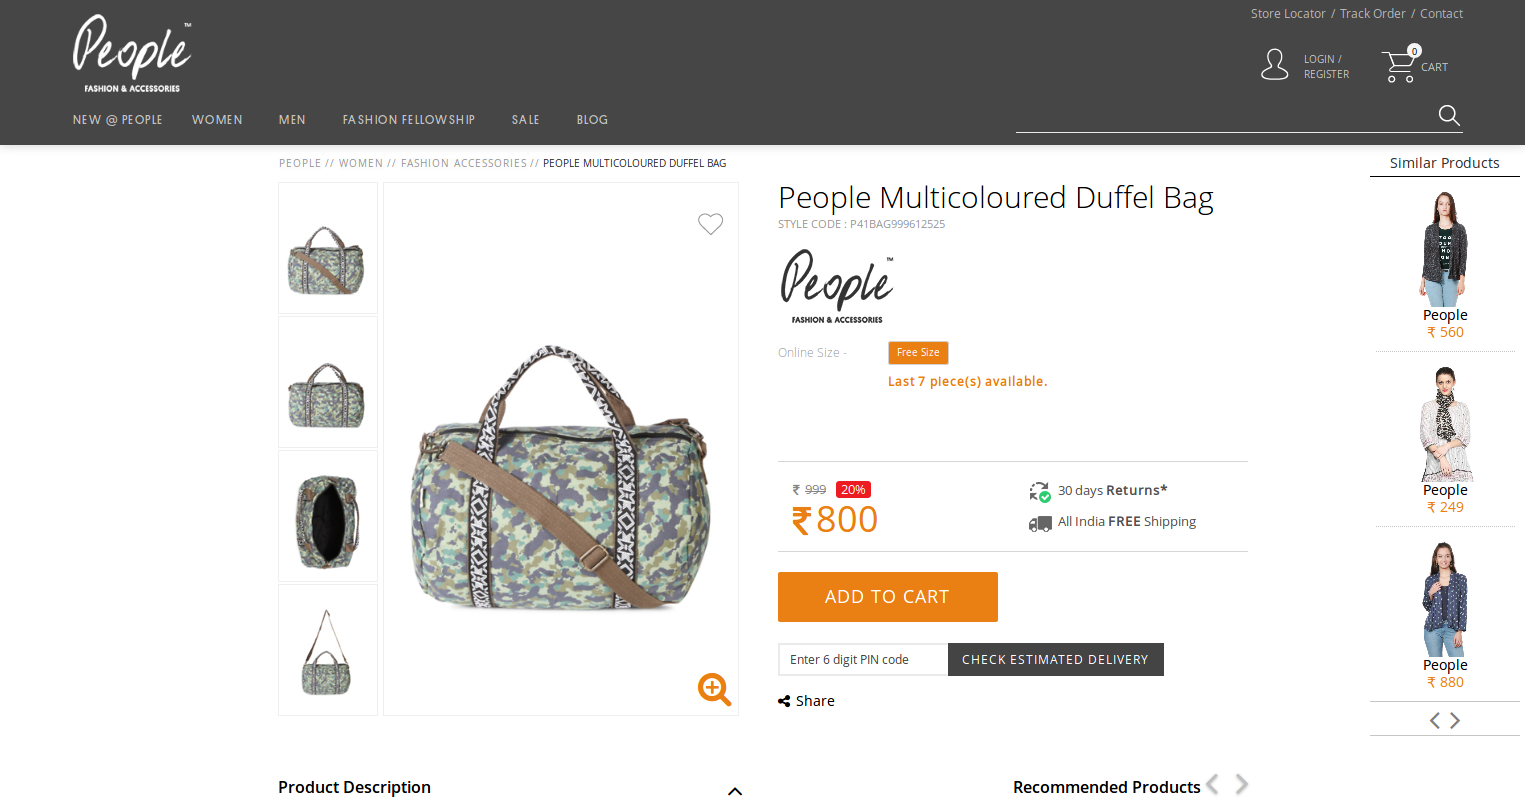 People™
FASHION & ACCESSORIES
Store Locator / Track Order / Contact
LOGIN /
REGISTER
0
CART
NEW @ PEOPLE WOMEN MEN FASHION FELLOWSHIP SALE BLOG
PEOPLE // WOMEN // FASHION ACCESSORIES // PEOPLE MULTICOLOURED DUFFEL BAG
People Multicoloured Duffel Bag
STYLE CODE : P41BAG999612525
People™
FASHION & ACCESSORIES
Online Size - Free Size
Last 7 piece(s) available.
₹ 999 20%
₹ 800
30 days Returns*
All India FREE Shipping
ADD TO CART
Enter 6 digit PIN code CHECK ESTIMATED DELIVERY
Share
Similar Products
People
₹ 560
People
₹ 249
People
₹ 880
Product Description
Recommended Products